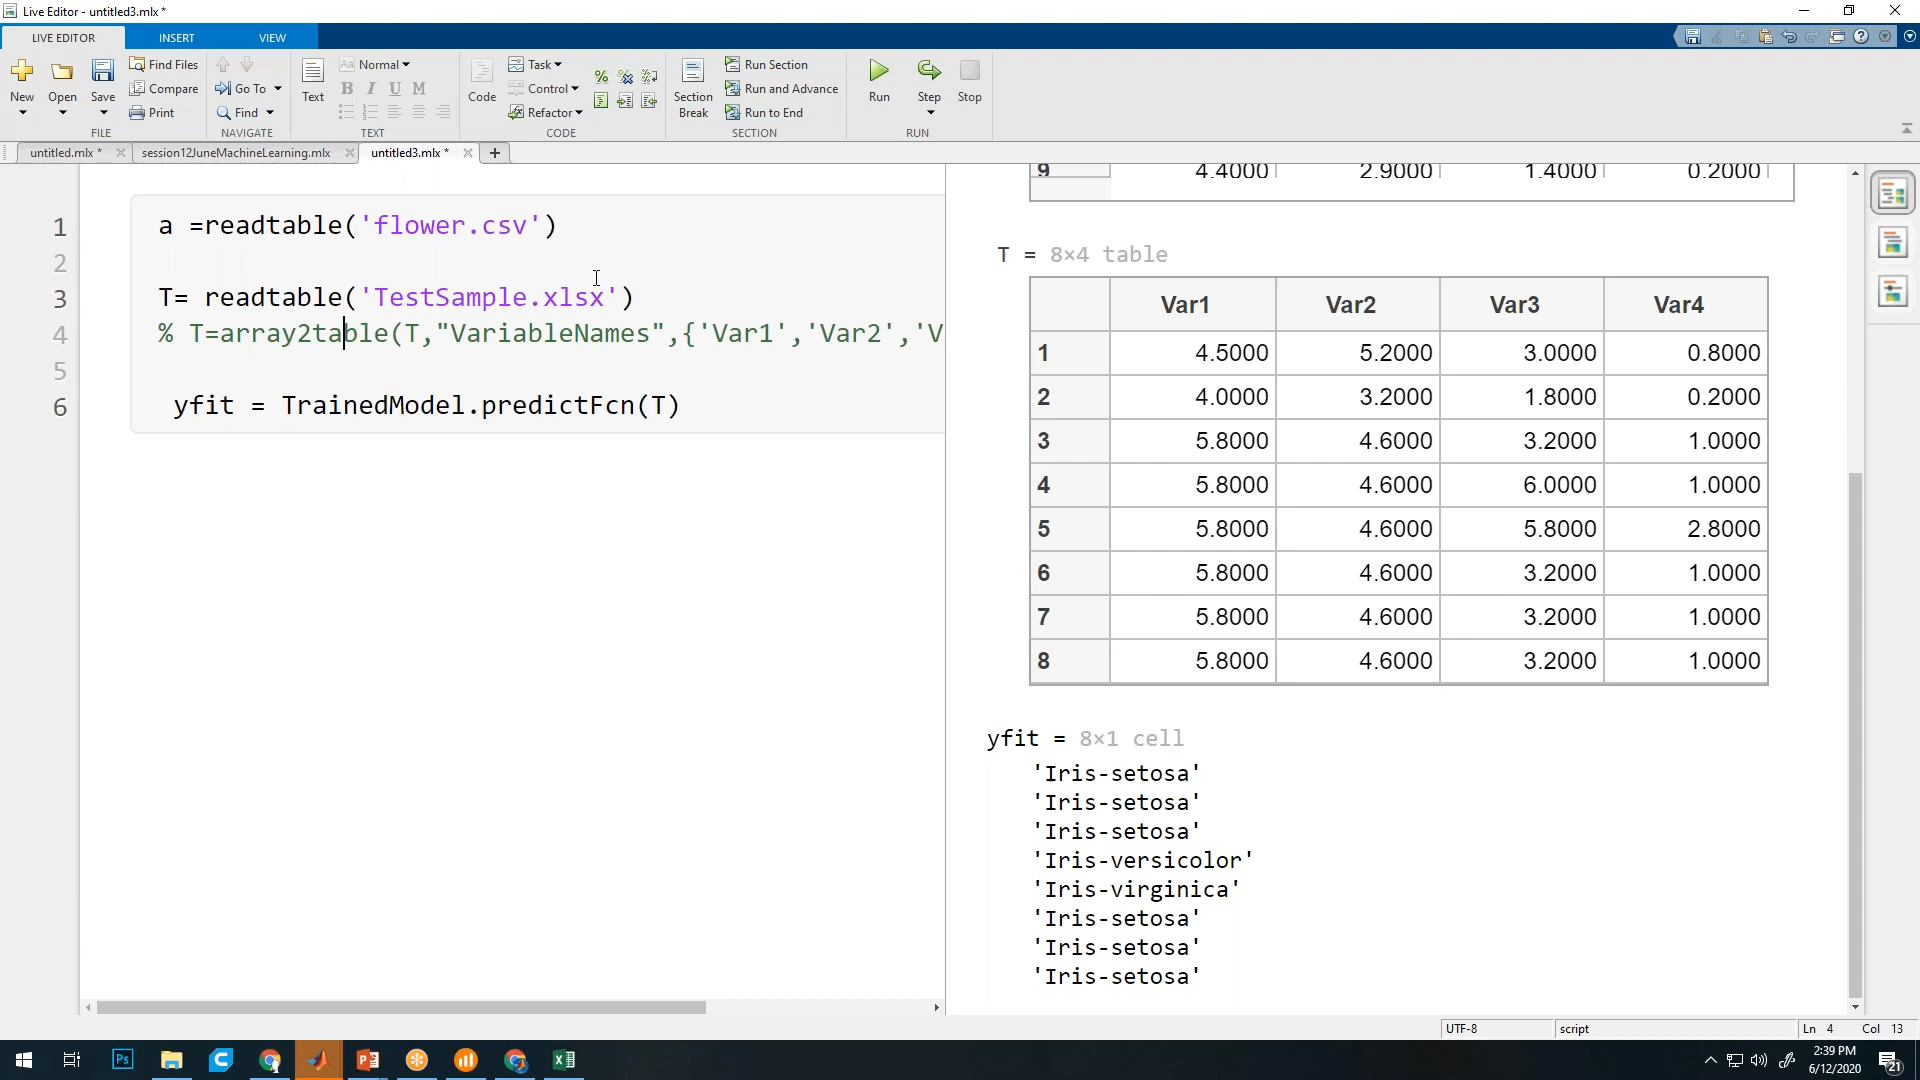 Live Editor - untitled3.mlx *
LIVE EDITOR INSERT VIEW
New Open Save
Find Files
Compare
Print
FILE
Go To
Find
NAVIGATE
Text
Aa Normal
B I U M
TEXT
Code
Task
Control
Refactor
CODE
Section Break
Run Section
Run and Advance
Run to End
SECTION
Run Step Stop
RUN
untitled.mlx * session12JuneMachineLearning.mlx untitled3.mlx *
1 a =readtable('flower.csv')
2
3 T= readtable('TestSample.xlsx')
4 % T=array2table(T,"VariableNames",{'Var1','Var2','V
5
6 yfit = TrainedModel.predictFcn(T)
9 4.4000 2.9000 1.4000 0.2000
T = 8×4 table
Var1 Var2 Var3 Var4
1 4.5000 5.2000 3.0000 0.8000
2 4.0000 3.2000 1.8000 0.2000
3 5.8000 4.6000 3.2000 1.0000
4 5.8000 4.6000 6.0000 1.0000
5 5.8000 4.6000 5.8000 2.8000
6 5.8000 4.6000 3.2000 1.0000
7 5.8000 4.6000 3.2000 1.0000
8 5.8000 4.6000 3.2000 1.0000
yfit = 8×1 cell
'Iris-setosa'
'Iris-setosa'
'Iris-setosa'
'Iris-versicolor'
'Iris-virginica'
'Iris-setosa'
'Iris-setosa'
'Iris-setosa'
UTF-8 script Ln 4 Col 13
Ps
2:39 PM
6/12/2020
21